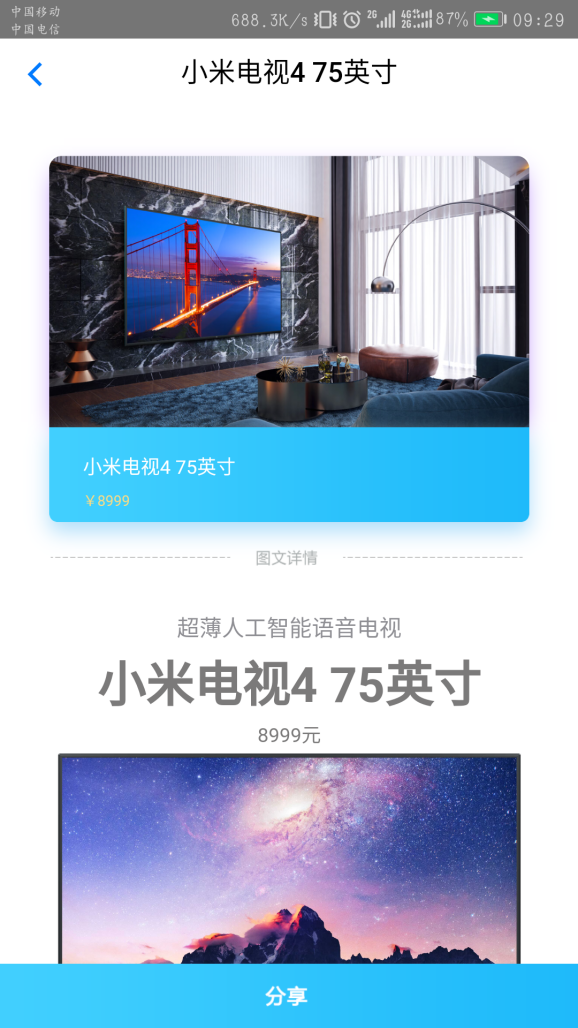 中国移动
中国电信
688.3K/s 2G 4G 2G 87% 09:29
小米电视4 75英寸
小米电视4 75英寸
￥8999
图文详情
超薄人工智能语音电视
小米电视4 75英寸
8999元
分享